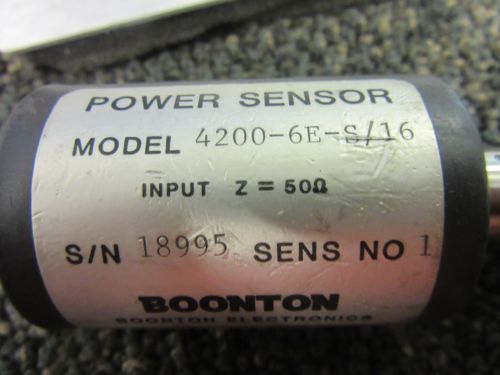 POWER SENSOR
MODEL 4200-6E-S/16
INPUT Z = 50Ω
S/N 18995 SENS NO 1
BOONTON
BOONTON ELECTRONICS